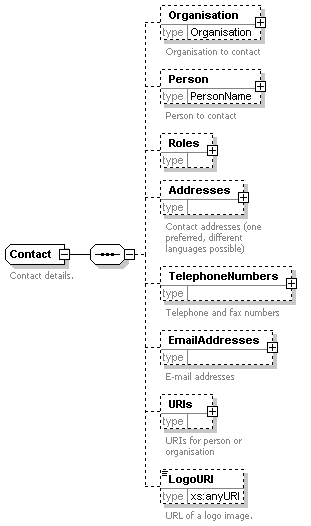 Organisation
type Organisation
Organisation to contact
Person
type PersonName
Person to contact
Roles
type
Addresses
type
Contact addresses (one
preferred, different
languages possible)
Contact
Contact details.
TelephoneNumbers
type
Telephone and fax numbers
EmailAddresses
type
E-mail addresses
URIs
type
URIs for person or
organisation
LogoURI
type xs:anyURI
URL of a logo image.